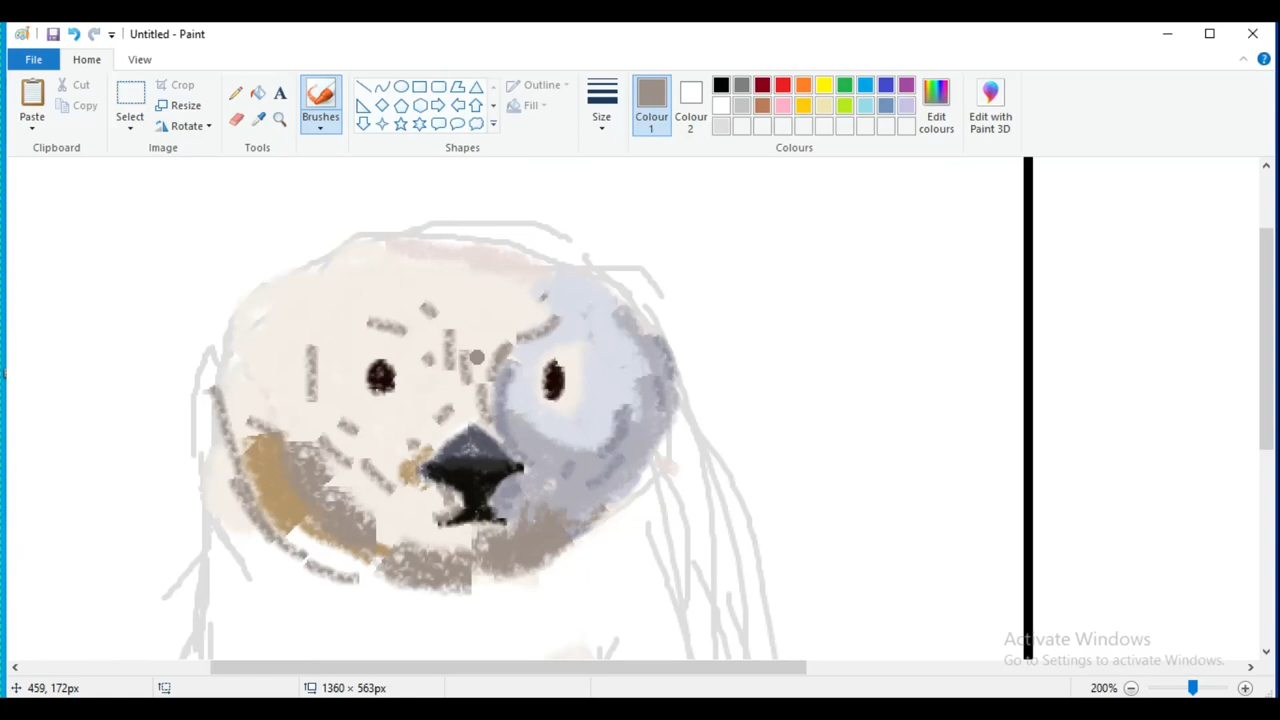 Untitled - Paint
File Home View
Paste
Cut
Copy
Clipboard
Select
Crop
Resize
Rotate
Image
A
Tools
Brushes
Outline
Fill
Shapes
Size
Colour 1
Colour 2
Edit colours
Colours
Edit with Paint 3D
Activate Windows
Go to Settings to activate Windows.
459, 172px
1360 × 563px
200%